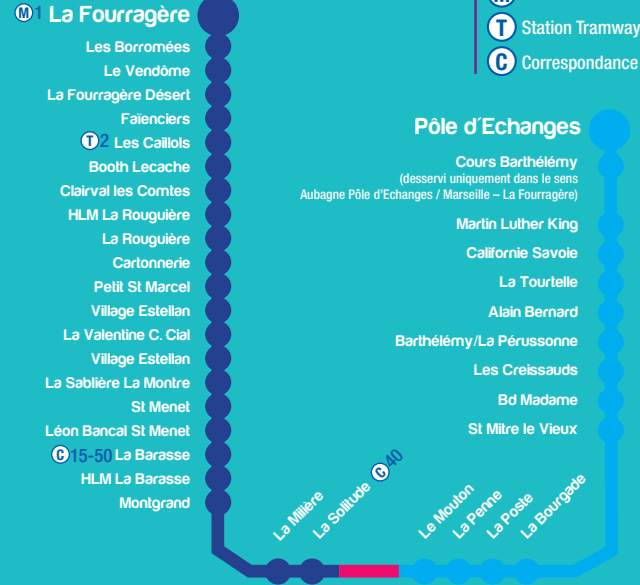 M 1 La Fourragère
Les Borromées
Le Vendôme
La Fourragère Désert
Faïenciers
T 2 Les Caillols
Booth Lecache
Clairval les Comtes
HLM La Rouguière
La Rouguière
Cartonnerie
Petit St Marcel
Village Estellan
La Valentine C. Cial
Village Estellan
La Sablière La Montre
St Menet
Léon Bancal St Menet
C 15-50 La Barasse
HLM La Barasse
Montgrand
La Milière
La Solitude C 40
Le Mouton
La Penne
La Poste
La Bourgade
T Station Tramway
C Correspondance
Pôle d´Echanges
Cours Barthélémy
(desservi uniquement dans le sens
Aubagne Pôle d'Echanges / Marseille – La Fourragère)
Martin Luther King
Californie Savoie
La Tourtelle
Alain Bernard
Barthélémy/La Pérussonne
Les Creissauds
Bd Madame
St Mitre le Vieux